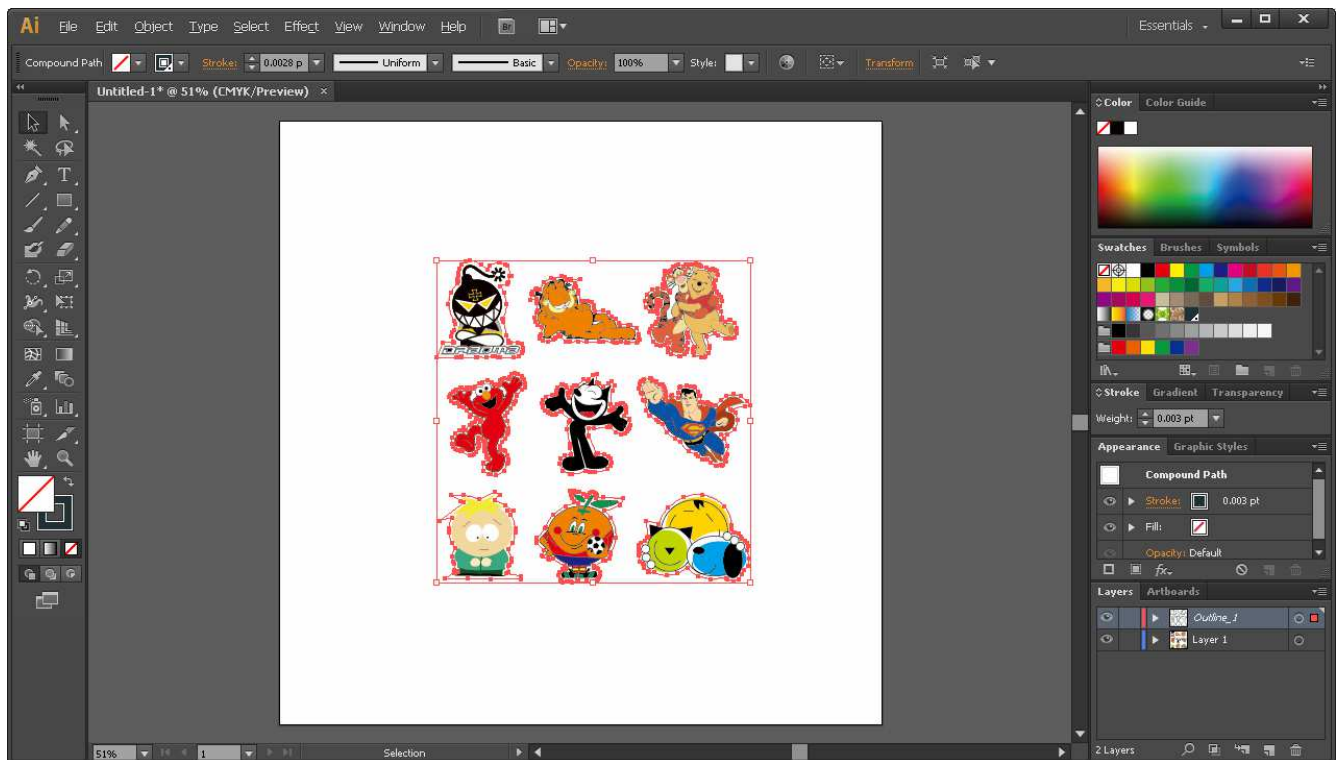 Ai File Edit Object Type Select Effect View Window Help Br Essentials
Compound Path Stroke: 0.0028 p Uniform Basic Opacity: 100% Style: Transform
Untitled-1* @ 51% (CMYK/Preview) ×
Color Color Guide
Swatches Brushes Symbols
Stroke Gradient Transparency
Weight: 0.003 pt
Appearance Graphic Styles
Compound Path
Stroke: 0.003 pt
Fill:
Opacity: Default
fx
Layers Artboards
Outline_1
Layer 1
51% 1 Selection 2 Layers